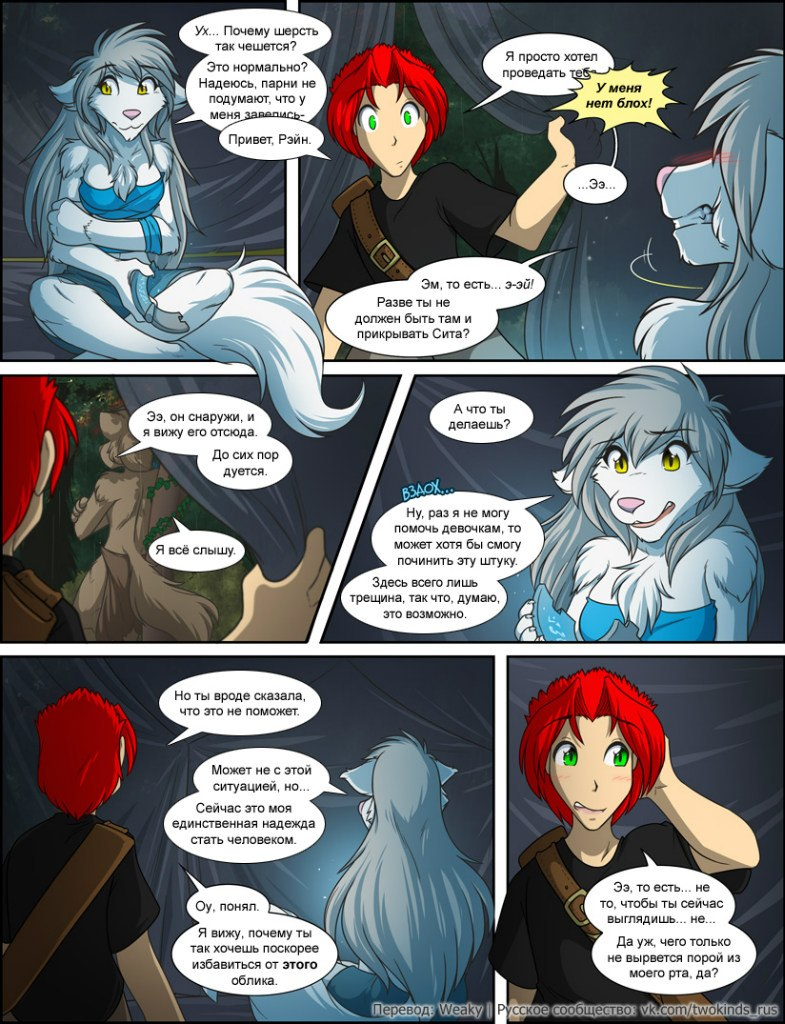 Ух... Почему шерсть
так чешется?
Это нормально?
Надеюсь, парни не
подумают, что у
меня завелись-
Привет, Рэйн.
Я просто хотел
проведать тебя
У меня
нет блох!
...Ээ...
Эм, то есть... э-эй!
Разве ты не
должен быть там и
прикрывать Сита?
Ээ, он снаружи, и
я вижу его отсюда.
До сих пор
дуется.
Я всё слышу.
А что ты
делаешь?
ВЗДОХ...
Ну, раз я не могу
помочь девочкам, то
может хотя бы смогу
починить эту штуку.
Здесь всего лишь
трещина, так что, думаю,
это возможно.
Но ты вроде сказала,
что это не поможет.
Может не с этой
ситуацией, но...
Сейчас это моя
единственная надежда
стать человеком.
Оу, понял.
Я вижу, почему ты
так хочешь поскорее
избавиться от этого
облика.
Ээ, то есть... не
то, чтобы ты сейчас
выглядишь... не...
Да уж, чего только
не вырвется порой из
моего рта, да?
Перевод: Weaky | Русское сообщество: vk.com/twokinds_rus